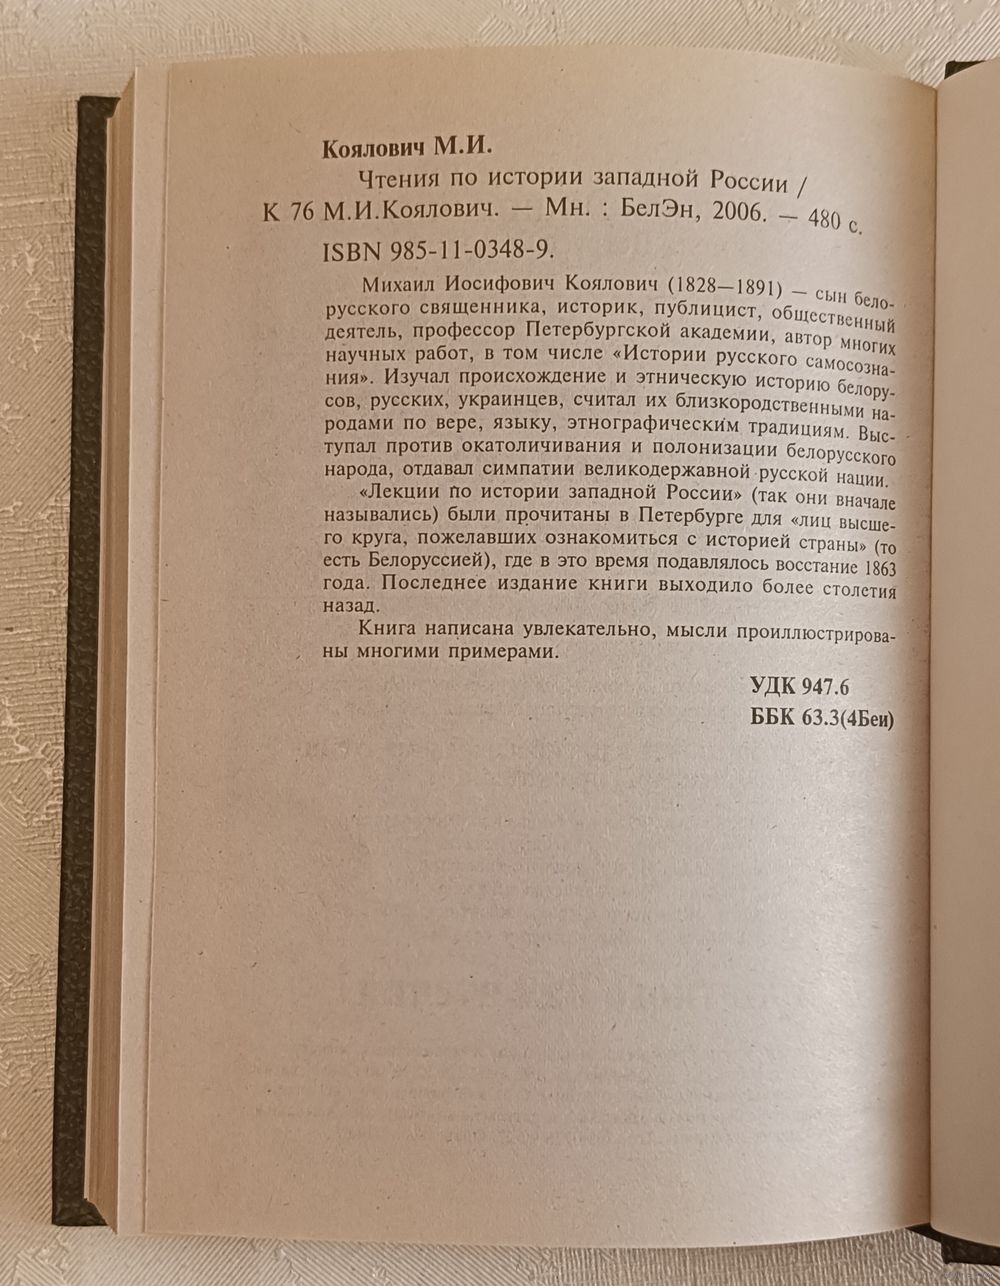 Коялович М.И.
Чтения по истории западной России /
К 76 М.И.Коялович. — Мн. : БелЭн, 2006. — 480 с.
ISBN 985-11-0348-9.
Михаил Иосифович Коялович (1828—1891) — сын бело-
русского священника, историк, публицист, общественный
деятель, профессор Петербургской академии, автор многих
научных работ, в том числе «Истории русского самосозна-
ния». Изучал происхождение и этническую историю белору-
сов, русских, украинцев, считал их близкородственными на-
родами по вере, языку, этнографическим традициям. Выс-
тупал против окатоличивания и полонизации белорусского
народа, отдавал симпатии великодержавной русской нации.
«Лекции по истории западной России» (так они вначале
назывались) были прочитаны в Петербурге для «лиц высше-
го круга, пожелавших ознакомиться с историей страны» (то
есть Белоруссией), где в это время подавлялось восстание 1863
года. Последнее издание книги выходило более столетия
назад.
Книга написана увлекательно, мысли проиллюстрирова-
ны многими примерами.
УДК 947.6
ББК 63.3(4Беи)